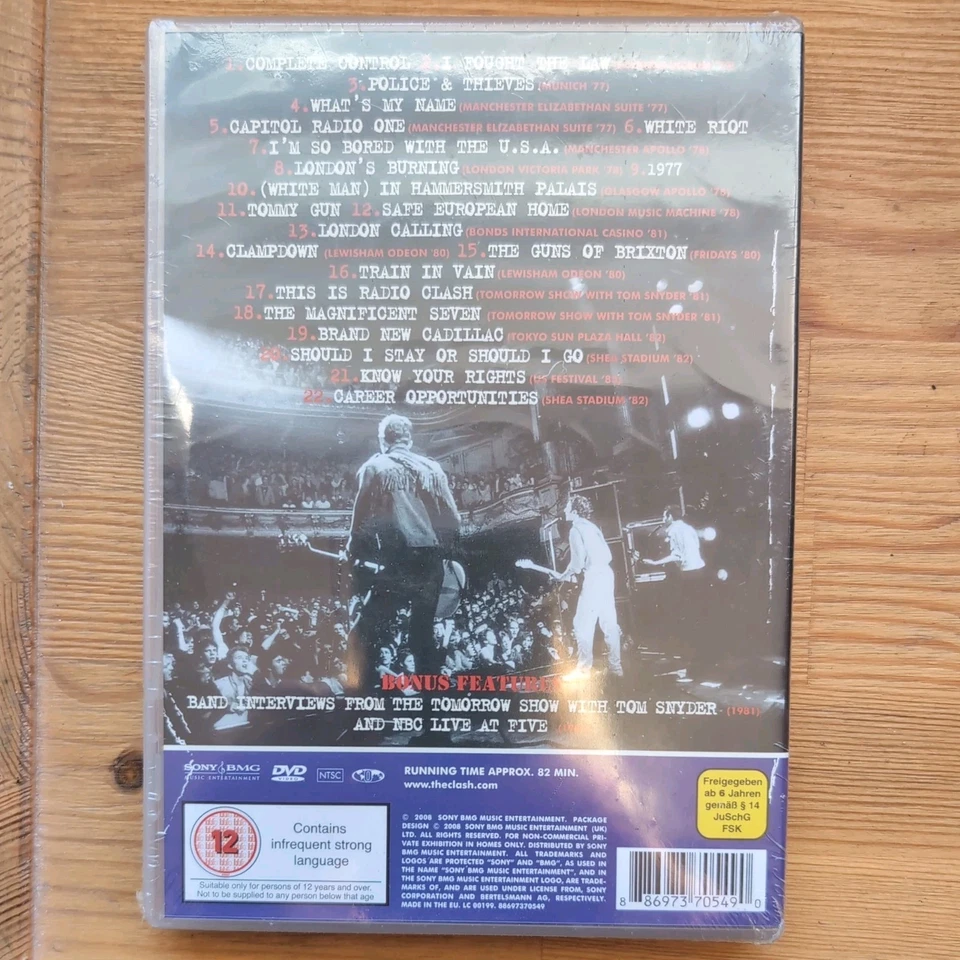 1.COMPLETE CONTROL 2.I FOUGHT THE LAW
3.POLICE & THIEVES (MUNICH '77)
4.WHAT'S MY NAME (MANCHESTER ELIZABETHAN SUITE '77)
5.CAPITOL RADIO ONE (MANCHESTER ELIZABETHAN SUITE '77) 6.WHITE RIOT
7.I'M SO BORED WITH THE U.S.A. (MANCHESTER APOLLO '78)
8.LONDON'S BURNING (LONDON VICTORIA PARK '78) 9.1977
10.(WHITE MAN) IN HAMMERSMITH PALAIS (GLASGOW APOLLO '78)
11.TOMMY GUN 12.SAFE EUROPEAN HOME (LONDON MUSIC MACHINE '78)
13.LONDON CALLING (BONDS INTERNATIONAL CASINO '81)
14.CLAMPDOWN (LEWISHAM ODEON '80) 15.THE GUNS OF BRIXTON (FRIDAYS '80)
16.TRAIN IN VAIN (LEWISHAM ODEON '80)
17.THIS IS RADIO CLASH (TOMORROW SHOW WITH TOM SNYDER '81)
18.THE MAGNIFICENT SEVEN (TOMORROW SHOW WITH TOM SNYDER '81)
19.BRAND NEW CADILLAC (TOKYO SUN PLAZA HALL '82)
20.SHOULD I STAY OR SHOULD I GO (SHEA STADIUM '82)
21.KNOW YOUR RIGHTS (US FESTIVAL '83)
22.CAREER OPPORTUNITIES (SHEA STADIUM '82)
BONUS FEATURES
BAND INTERVIEWS FROM THE TOMORROW SHOW WITH TOM SNYDER (1981)
AND NBC LIVE AT FIVE
SONY BMG
MUSIC ENTERTAINMENT
DVD
VIDEO
NTSC
RUNNING TIME APPROX. 82 MIN.
www.theclash.com
Freigegeben
ab 6 Jahren
gemäß § 14
JuSchG
FSK
12
Contains
infrequent strong
language
Suitable only for persons of 12 years and over.
Not to be supplied to any person below that age
© 2008 SONY BMG MUSIC ENTERTAINMENT. PACKAGE
DESIGN © 2008 SONY BMG MUSIC ENTERTAINMENT (UK)
LTD. ALL RIGHTS RESERVED. FOR NON-COMMERCIAL PRI-
VATE EXHIBITION IN HOMES ONLY. DISTRIBUTED BY SONY
BMG MUSIC ENTERTAINMENT. ALL TRADEMARKS AND
LOGOS ARE PROTECTED "SONY" AND "BMG", AS USED IN
THE NAME "SONY BMG MUSIC ENTERTAINMENT", AND IN
THE SONY BMG MUSIC ENTERTAINMENT LOGO, ARE TRADE-
MARKS OF, AND ARE USED UNDER LICENSE FROM, SONY
CORPORATION AND BERTELSMANN AG, RESPECTIVELY.
MADE IN THE EU. LC 00199. 88697370549
8 86973 70549 0